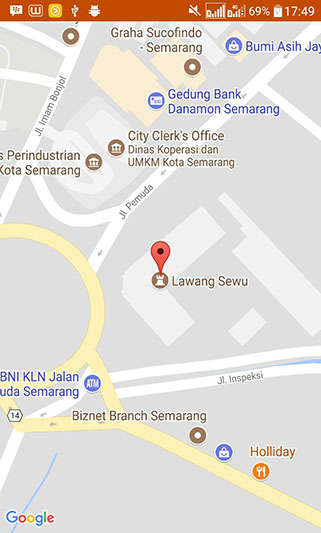 69% 17:49
Graha Sucofindo
- Semarang
Bumi Asih Jay
Jl. Imam Bonjol
Gedung Bank
Danamon Semarang
City Clerk's Office
Dinas Koperasi dan
UMKM Kota Semarang
s Perindustrian
Kota Semarang
Jl. Pemuda
Lawang Sewu
BNI KLN Jalan
uda Semarang
ATM
Jl. Inspeksi
14
Biznet Branch Semarang
Holliday
Google